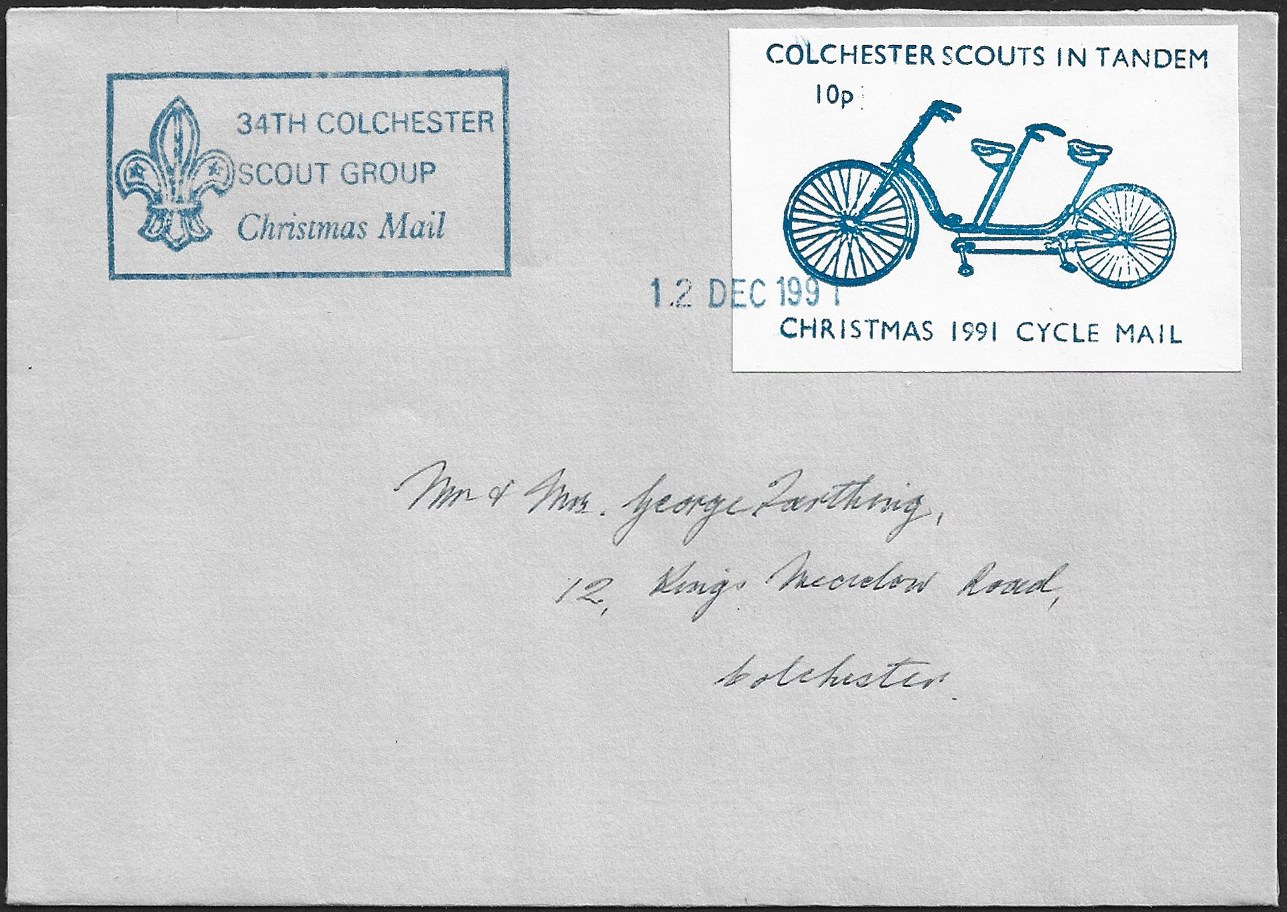 34TH COLCHESTER
SCOUT GROUP
Christmas Mail
COLCHESTER SCOUTS IN TANDEM
10p
12 DEC 1991
CHRISTMAS 1991 CYCLE MAIL
Mr & Mrs. George Farthing,
12, Kings Meadow Road,
Colchester.